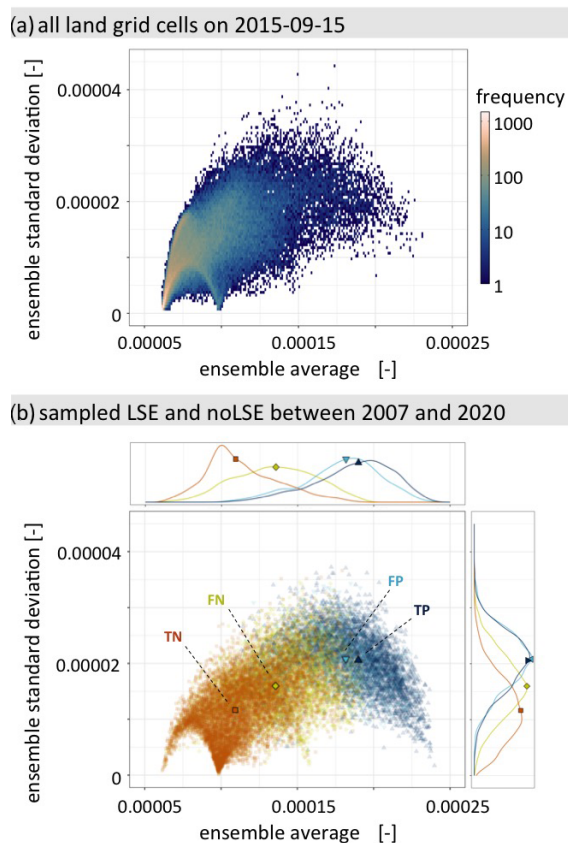 (a) all land grid cells on 2015-09-15
ensemble standard deviation [-]
0.00004
0.00002
0
0.00005
0.00015
0.00025
ensemble average [-]
frequency
1000
100
10
1
(b) sampled LSE and noLSE between 2007 and 2020
ensemble standard deviation [-]
0.00004
0.00002
0
FP
FN
TP
TN
0.00005
0.00015
0.00025
ensemble average [-]